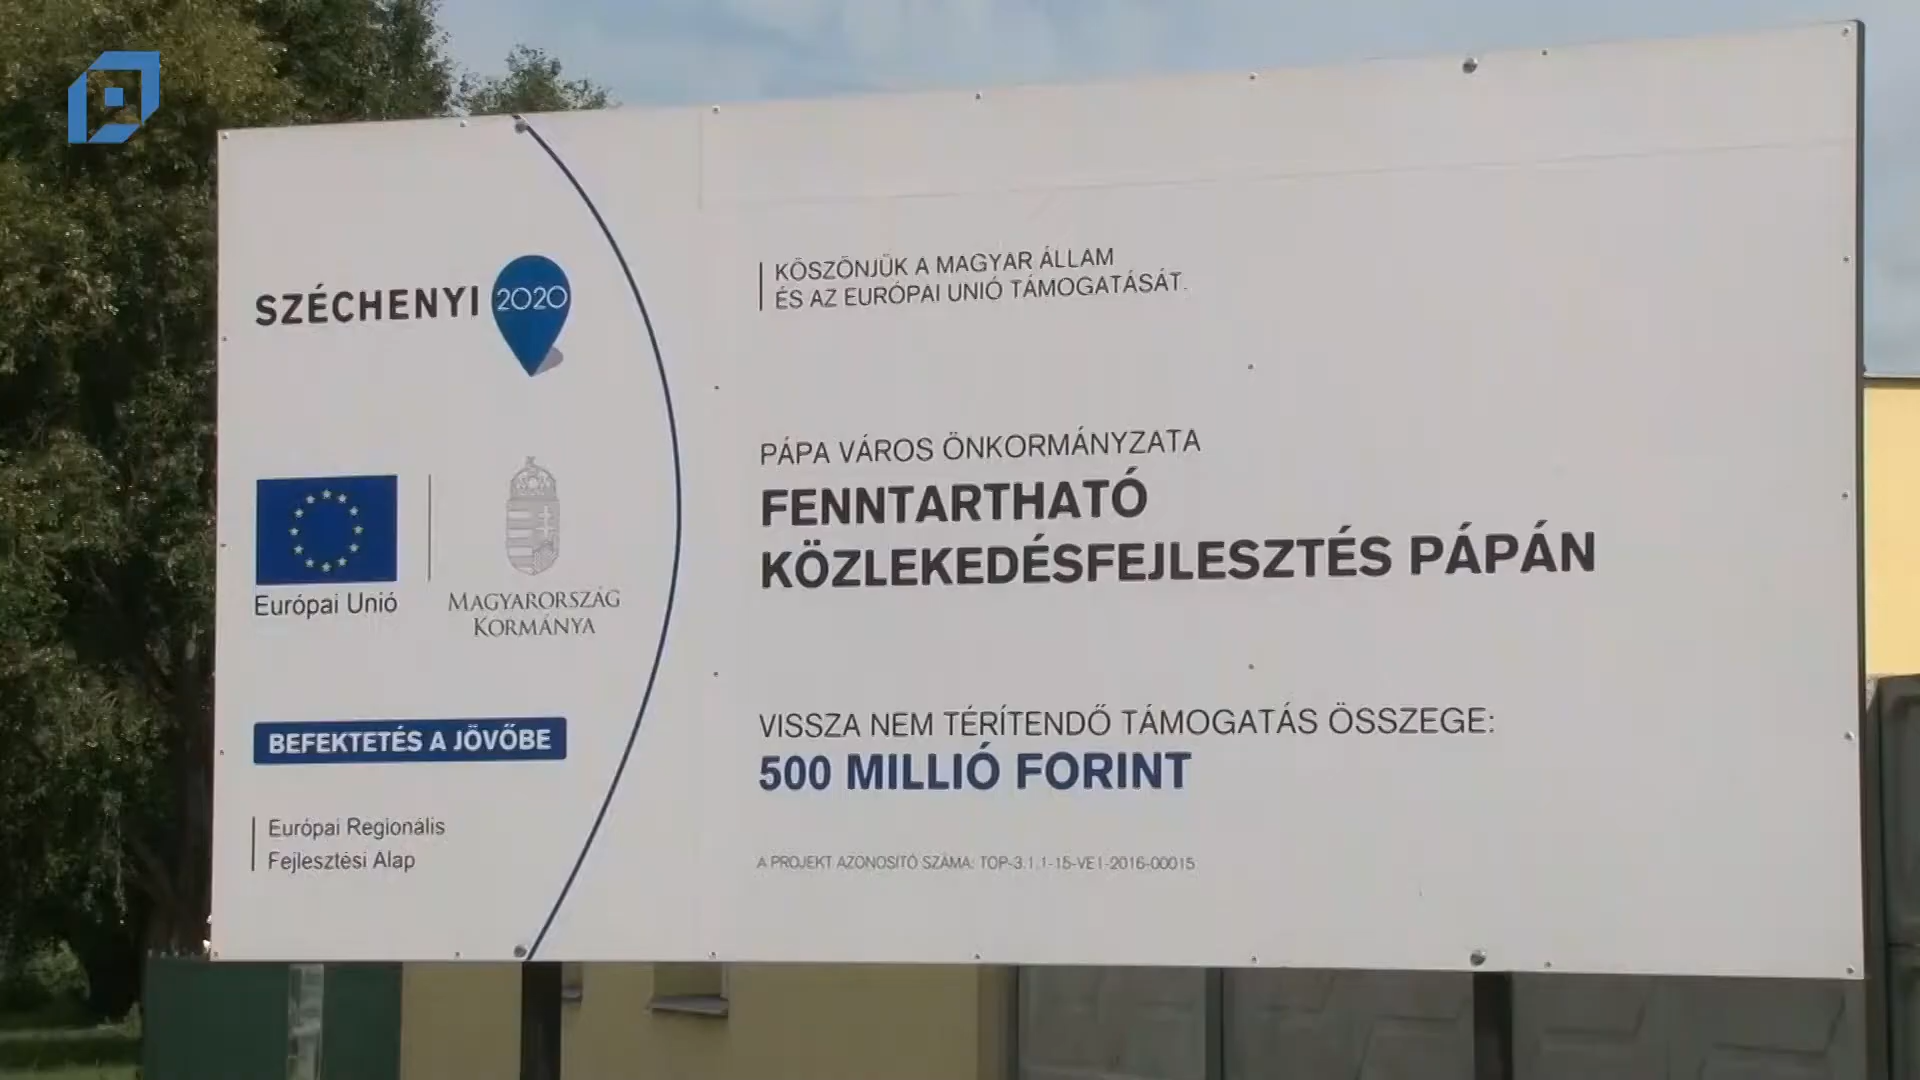 SZÉCHENYI 2020
Európai Unió
MAGYARORSZÁG
KORMÁNYA
BEFEKTETÉS A JÖVŐBE
Európai Regionális
Fejlesztési Alap
KÖSZÖNJÜK A MAGYAR ÁLLAM
ÉS AZ EURÓPAI UNIÓ TÁMOGATÁSÁT.
PÁPA VÁROS ÖNKORMÁNYZATA
FENNTARTHATÓ
KÖZLEKEDÉSFEJLESZTÉS PÁPÁN
VISSZA NEM TÉRÍTENDŐ TÁMOGATÁS ÖSSZEGE:
500 MILLIÓ FORINT
A PROJEKT AZONOSÍTÓ SZÁMA: TOP-3.1.1-15-VE1-2016-00015